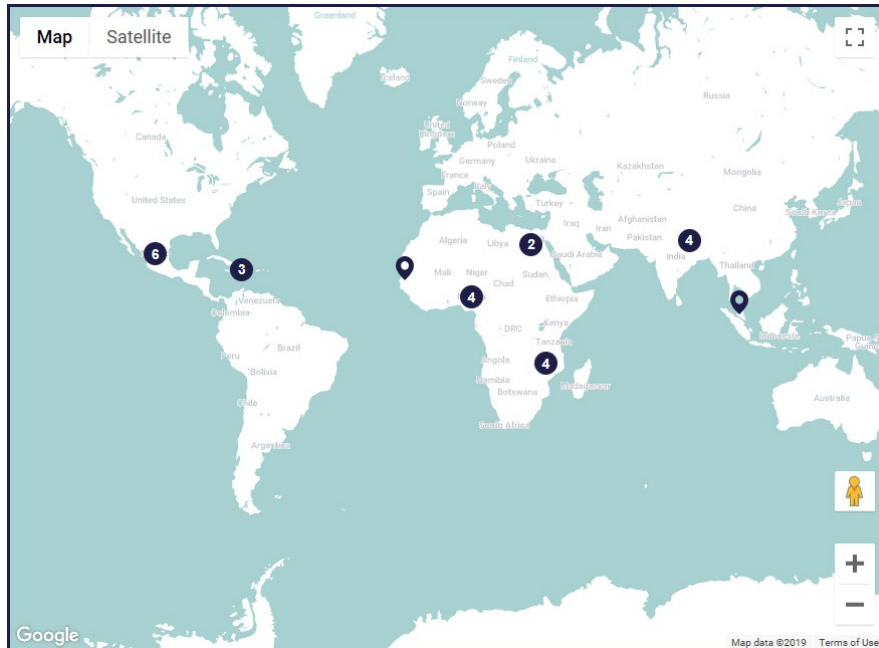 Greenland
Map Satellite
Finland
Iceland
Sweden
Norway
Russia
United
Kingdom
Canada
Poland
Germany
Ukraine
Kazakhstan
France
Mongolia
Italy
Spain
Turkey
United States
Japan
China
South Korea
Afghanistan
Iraq
Iran
Pakistan
Algeria
Libya
2
4
6
Saudi Arabia
India
3
Mali
Niger
Sudan
Thailand
Chad
4
Venezuela
Ethiopia
Colombia
Kenya
DRC
Indonesia
Papua New
Guinea
Tanzania
Brazil
Peru
Angola
4
Bolivia
Namibia
Madagascar
Botswana
Australia
Chile
South Africa
Argentina
Google
Map data ©2019 Terms of Use